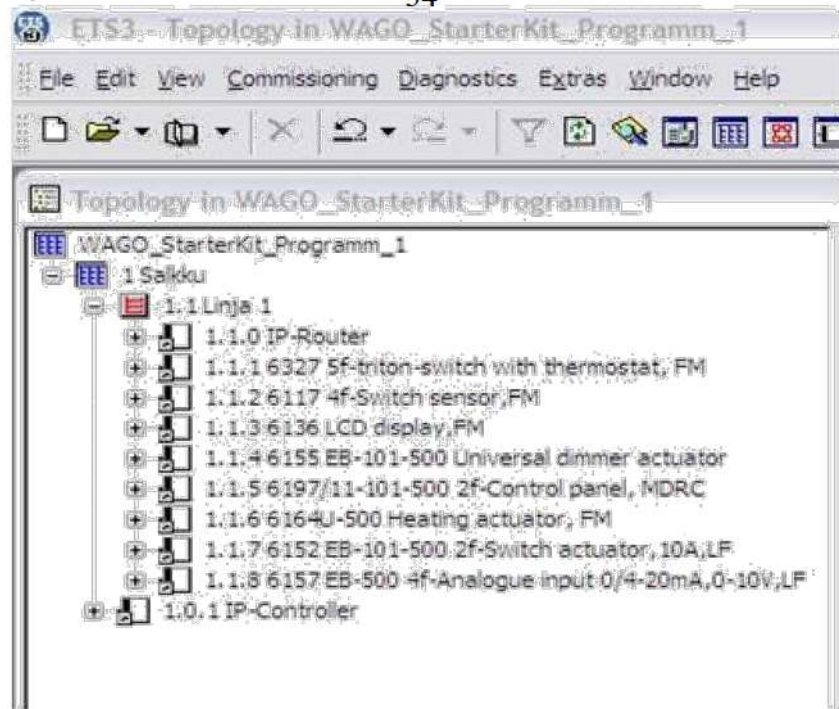 ETS3 - Topology in WAGO_StarterKit_Programm_1
File Edit View Commissioning Diagnostics Extras Window Help
Topology in WAGO_StarterKit_Programm_1
WAGO_StarterKit_Programm_1
1 Salkku
1.1 Linja 1
1.1.0 IP-Router
1.1.1 6327 5f-triton-switch with thermostat, FM
1.1.2 6117 4f-Switch sensor,FM
1.1.3 6136 LCD display,FM
1.1.4 6155 EB-101-500 Universal dimmer actuator
1.1.5 6197/11-101-500 2f-Control panel, MDRC
1.1.6 6164U-500 Heating actuator, FM
1.1.7 6152 EB-101-500 2f-Switch actuator, 10A,LF
1.1.8 6157 EB-500 4f-Analogue input 0/4-20mA,0-10V,LF
1.0.1 IP-Controller